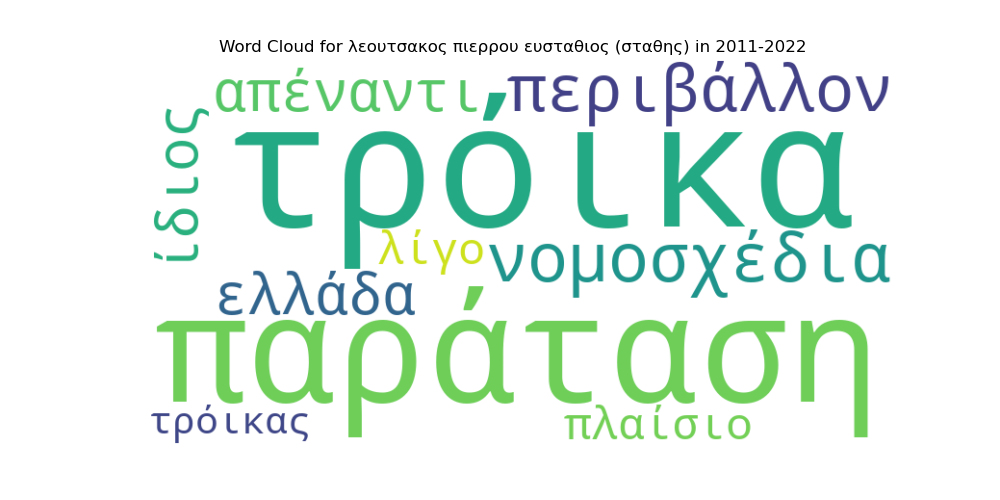 Word Cloud for λεουτσακος πιερρου ευσταθιος (σταθης) in 2011-2022
απέναντι
περιβάλλον
ίδιος
τρόικα
λίγο
νομοσχέδια
ελλάδα
παράταση
τρόικας
πλαίσιο